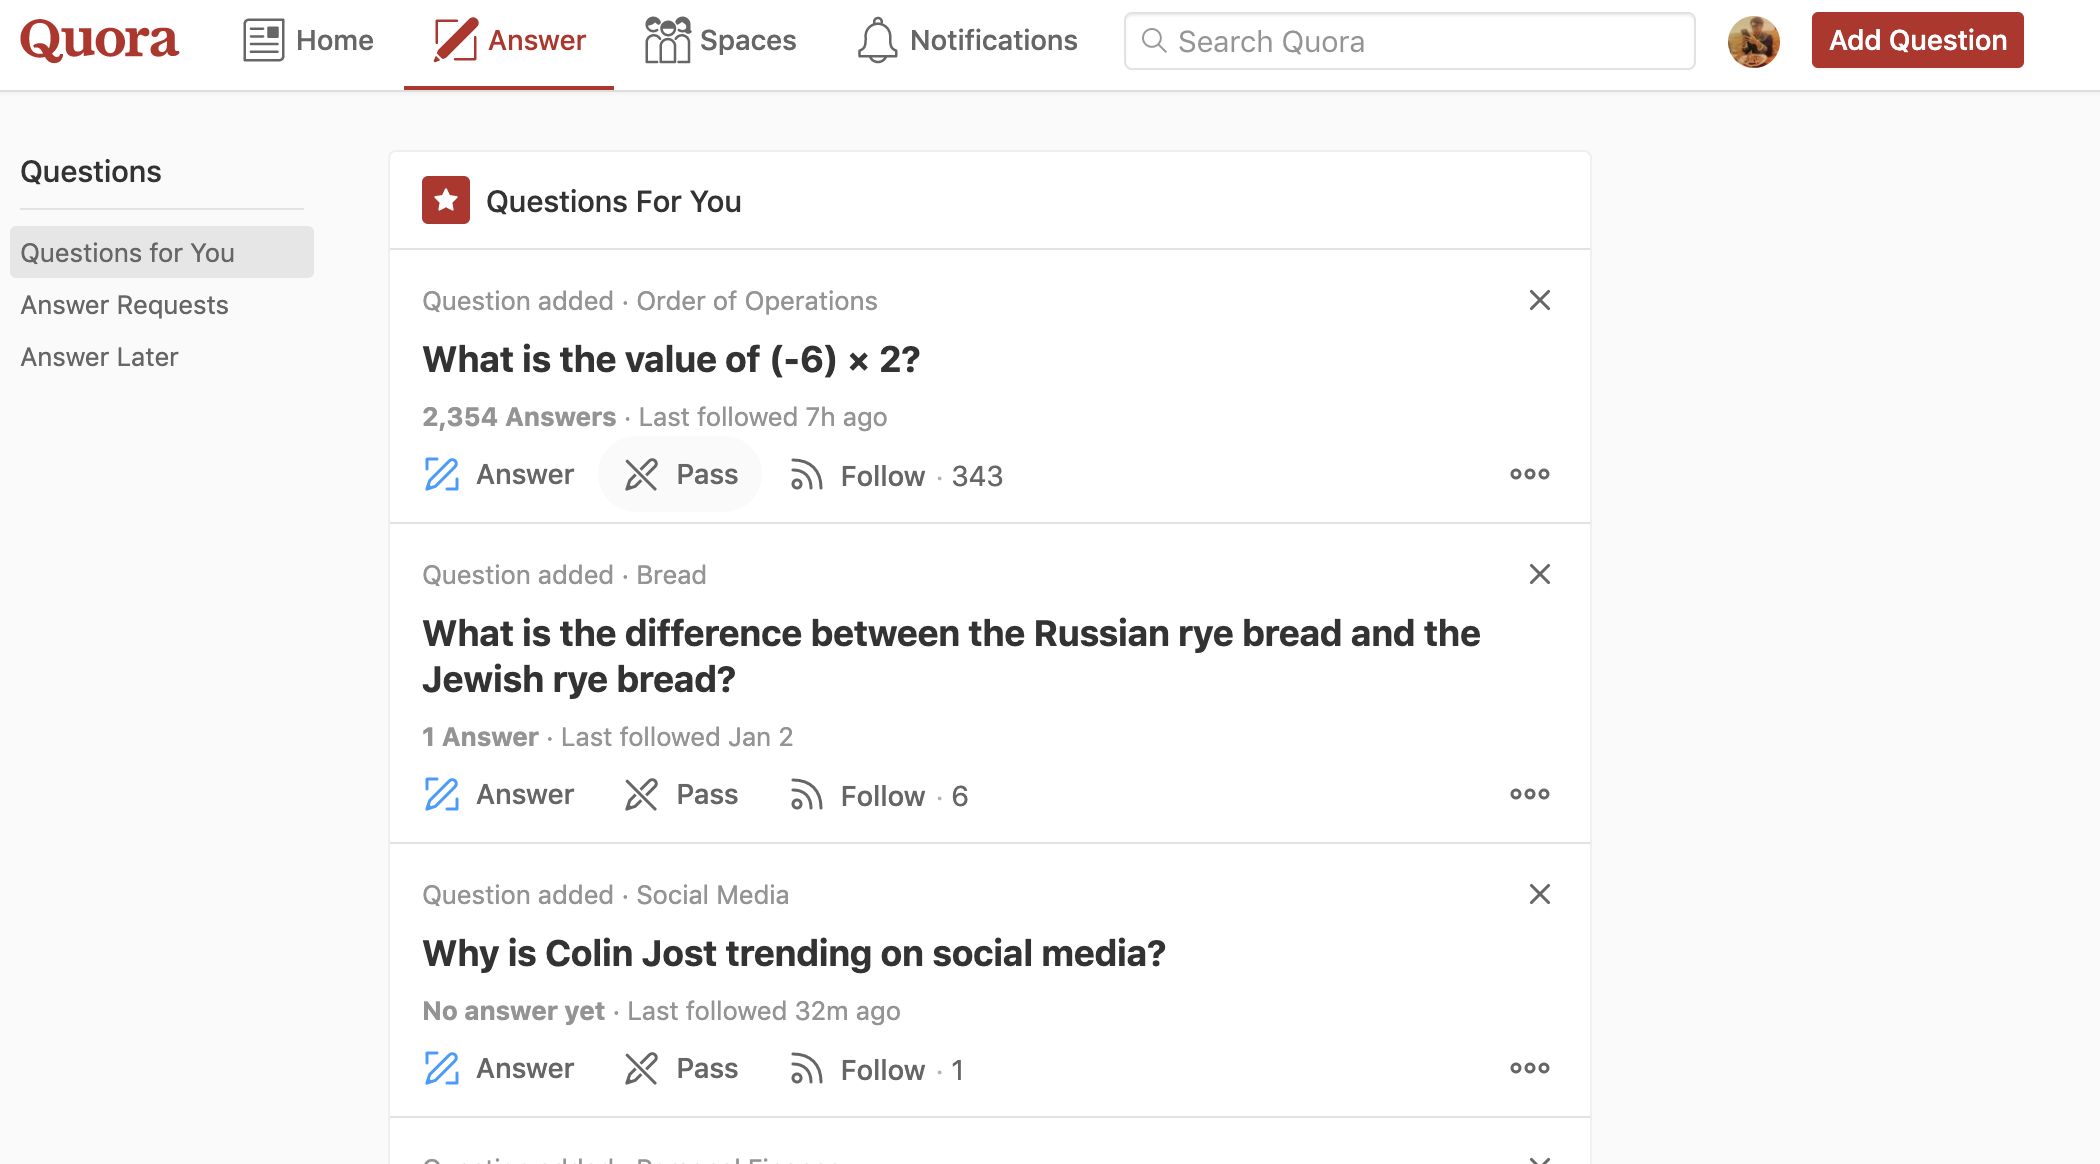 Quora
Home
Answer
Spaces
Notifications
Search Quora
Add Question
Questions
Questions for You
Answer Requests
Answer Later
Questions For You
Question added · Order of Operations
What is the value of (-6) × 2?
2,354 Answers · Last followed 7h ago
Answer
Pass
Follow · 343
Question added · Bread
What is the difference between the Russian rye bread and the
Jewish rye bread?
1 Answer · Last followed Jan 2
Answer
Pass
Follow · 6
Question added · Social Media
Why is Colin Jost trending on social media?
No answer yet · Last followed 32m ago
Answer
Pass
Follow · 1
Question added · Personal Finance